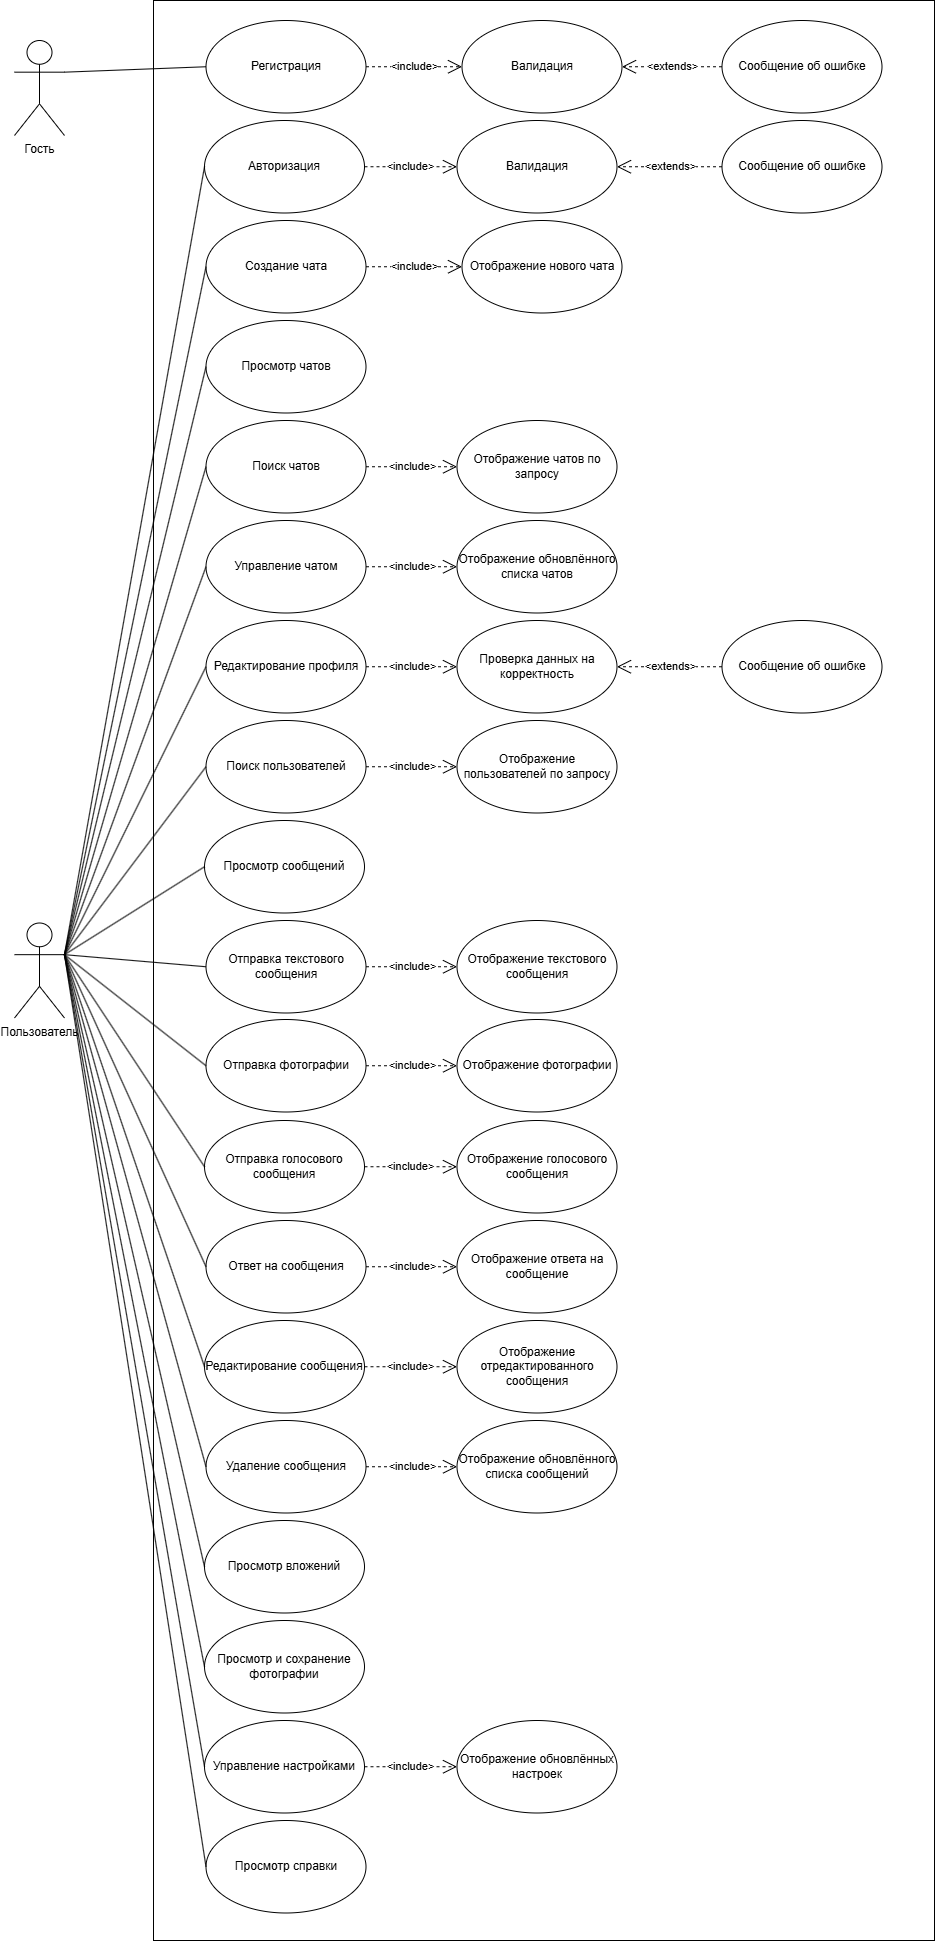 Гость
Регистрация
<include>
Валидация
<extends>
Сообщение об ошибке
Авторизация
<include>
Валидация
<extends>
Сообщение об ошибке
Создание чата
<include>
Отображение нового чата
Просмотр чатов
Поиск чатов
<include>
Отображение чатов по
запросу
Управление чатом
<include>
Отображение обновлённого
списка чатов
Редактирование профиля
<include>
Проверка данных на
корректность
<extends>
Сообщение об ошибке
Поиск пользователей
<include>
Отображение
пользователей по запросу
Просмотр сообщений
Пользователь
Отправка текстового
сообщения
<include>
Отображение текстового
сообщения
Отправка фотографии
<include>
Отображение фотографии
Отправка голосового
сообщения
<include>
Отображение голосового
сообщения
Ответ на сообщения
<include>
Отображение ответа на
сообщение
Редактирование сообщения
<include>
Отображение
отредактированного
сообщения
Удаление сообщения
<include>
Отображение обновлённого
списка сообщений
Просмотр вложений
Просмотр и сохранение
фотографии
Управление настройками
<include>
Отображение обновлённых
настроек
Просмотр справки